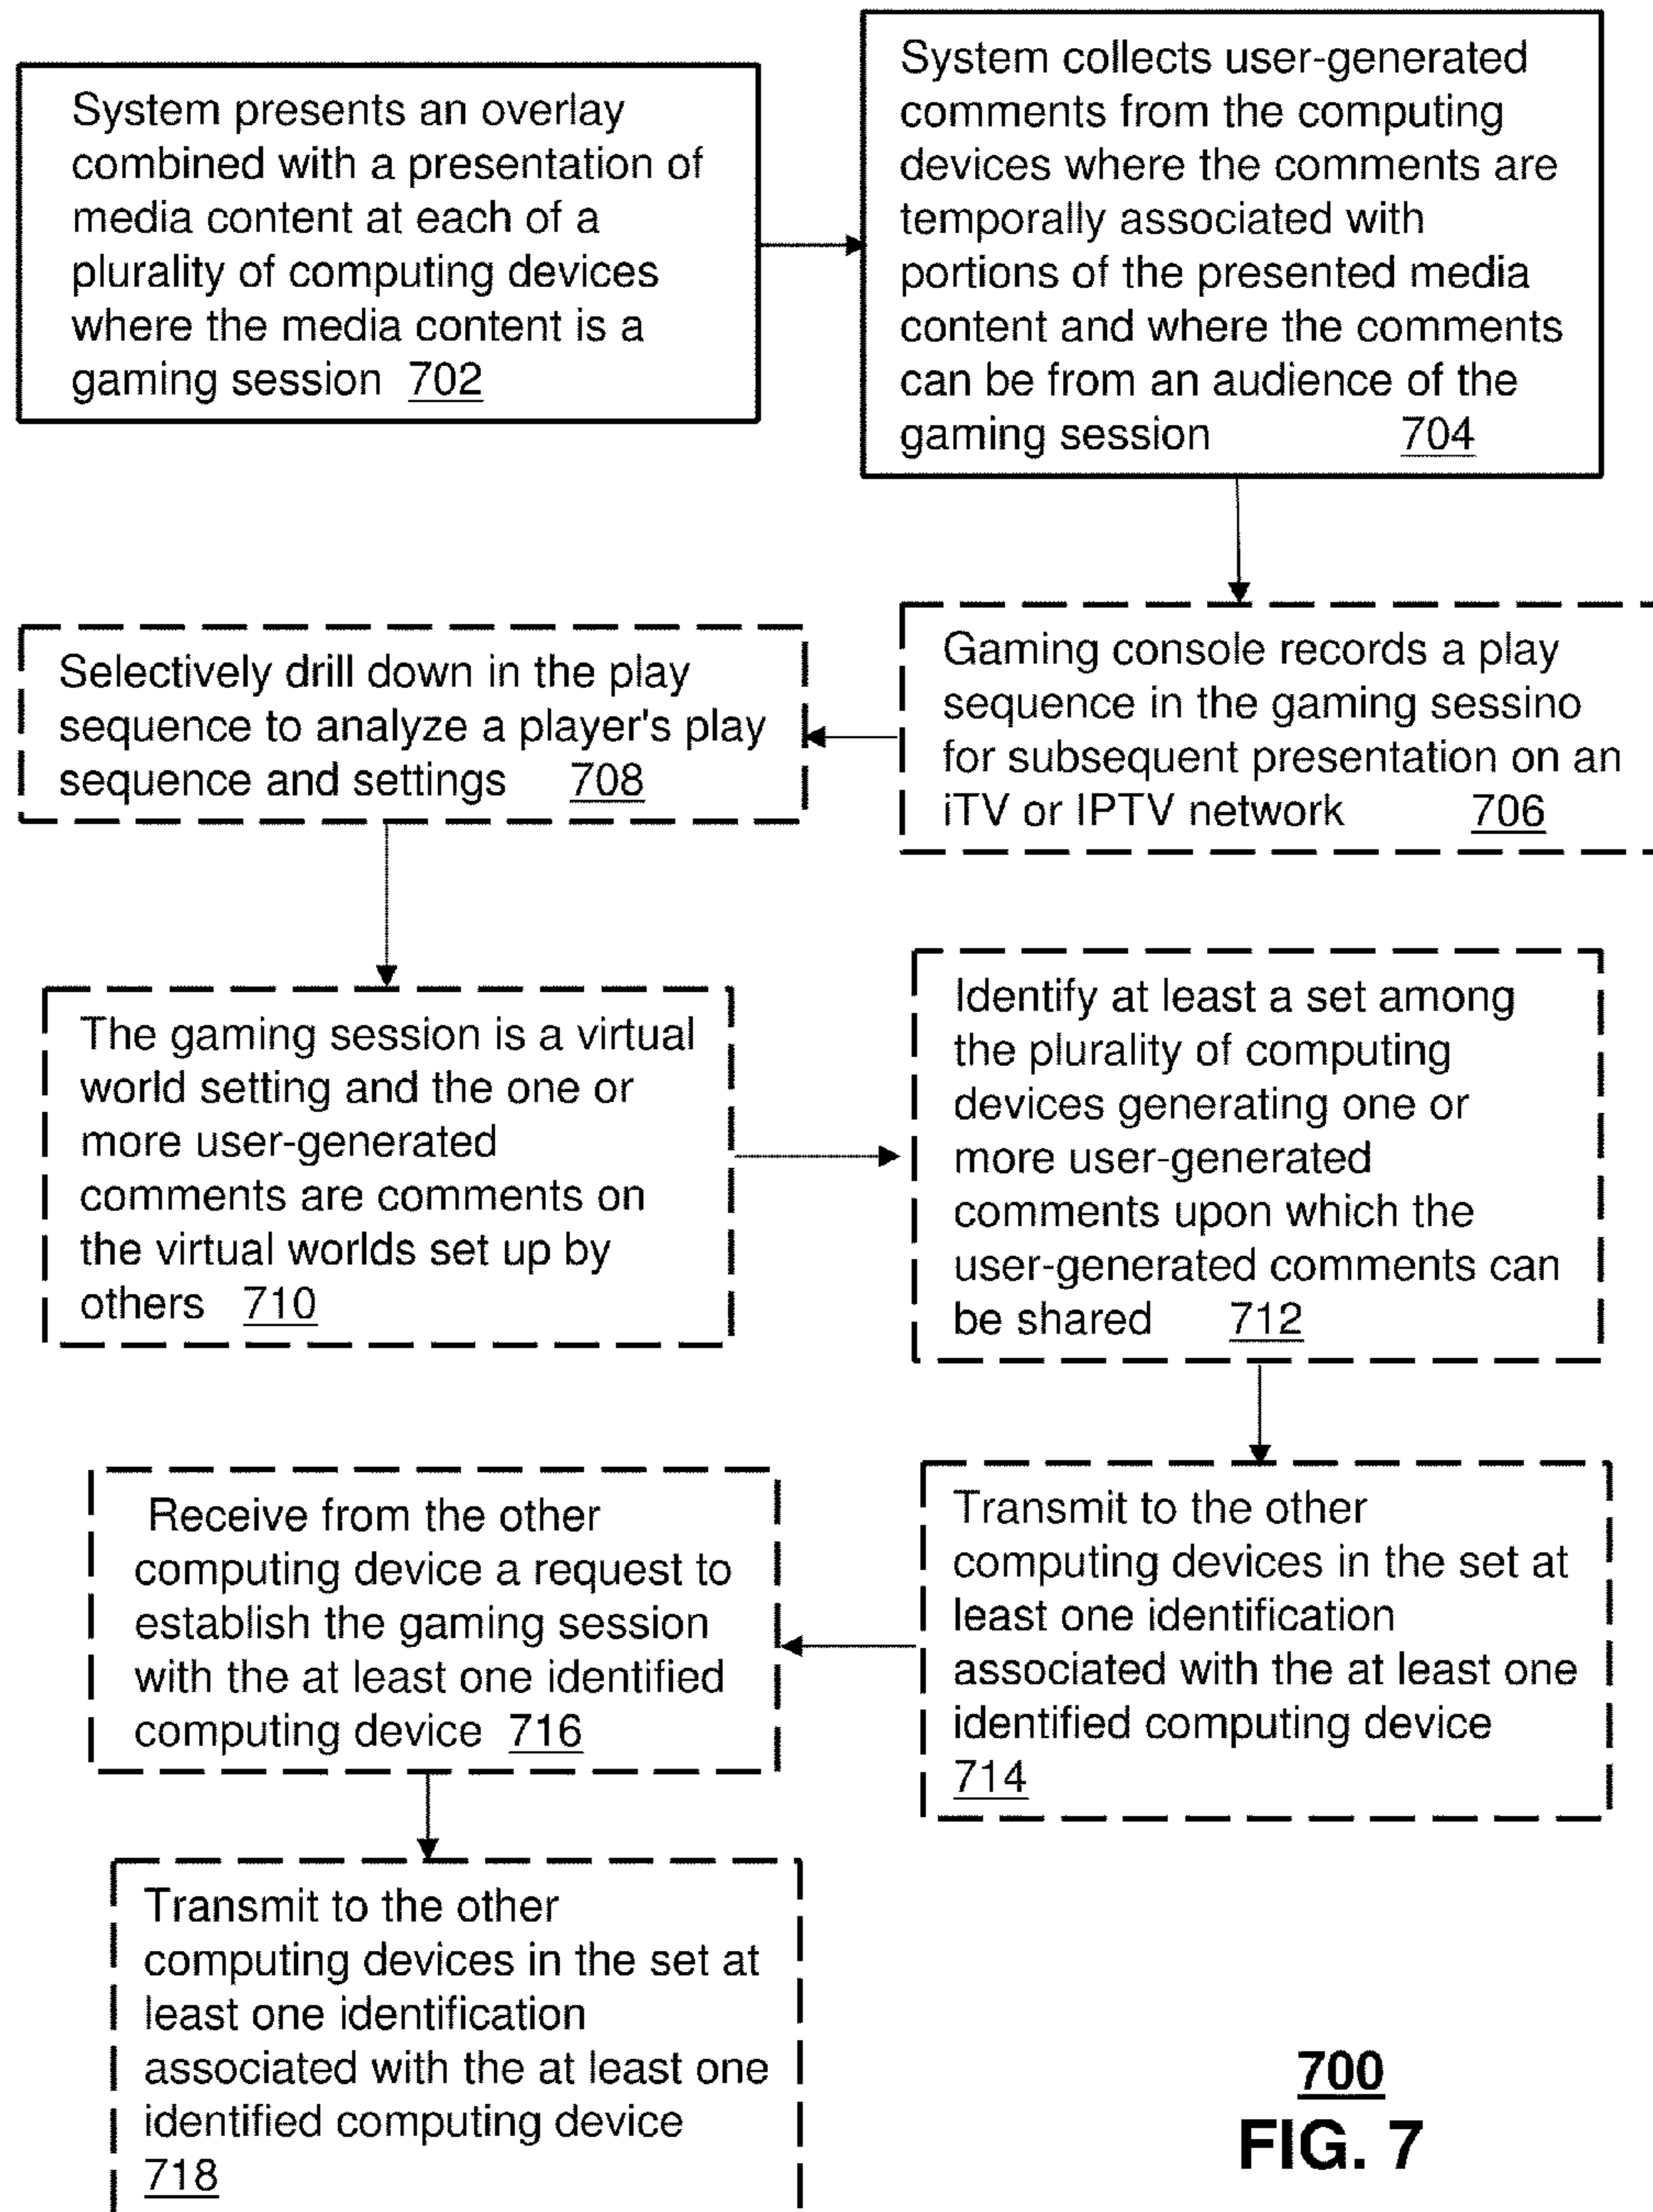 System presents an overlay
combined with a presentation of
media content at each of a
plurality of computing devices
where the media content is a
gaming session 702
System collects user-generated
comments from the computing
devices where the comments are
temporally associated with
portions of the presented media
content and where the comments
can be from an audience of the
gaming session 704
Gaming console records a play
sequence in the gaming sessino
for subsequent presentation on an
iTV or IPTV network 706
Selectively drill down in the play
sequence to analyze a player's play
sequence and settings 708
The gaming session is a virtual
world setting and the one or
more user-generated
comments are comments on
the virtual worlds set up by
others 710
Identify at least a set among
the plurality of computing
devices generating one or
more user-generated
comments upon which the
user-generated comments can
be shared 712
Transmit to the other
computing devices in the set at
least one identification
associated with the at least one
identified computing device
714
Receive from the other
computing device a request to
establish the gaming session
with the at least one identified
computing device 716
Transmit to the other
computing devices in the set at
least one identification
associated with the at least one
identified computing device
718
700
FIG. 7